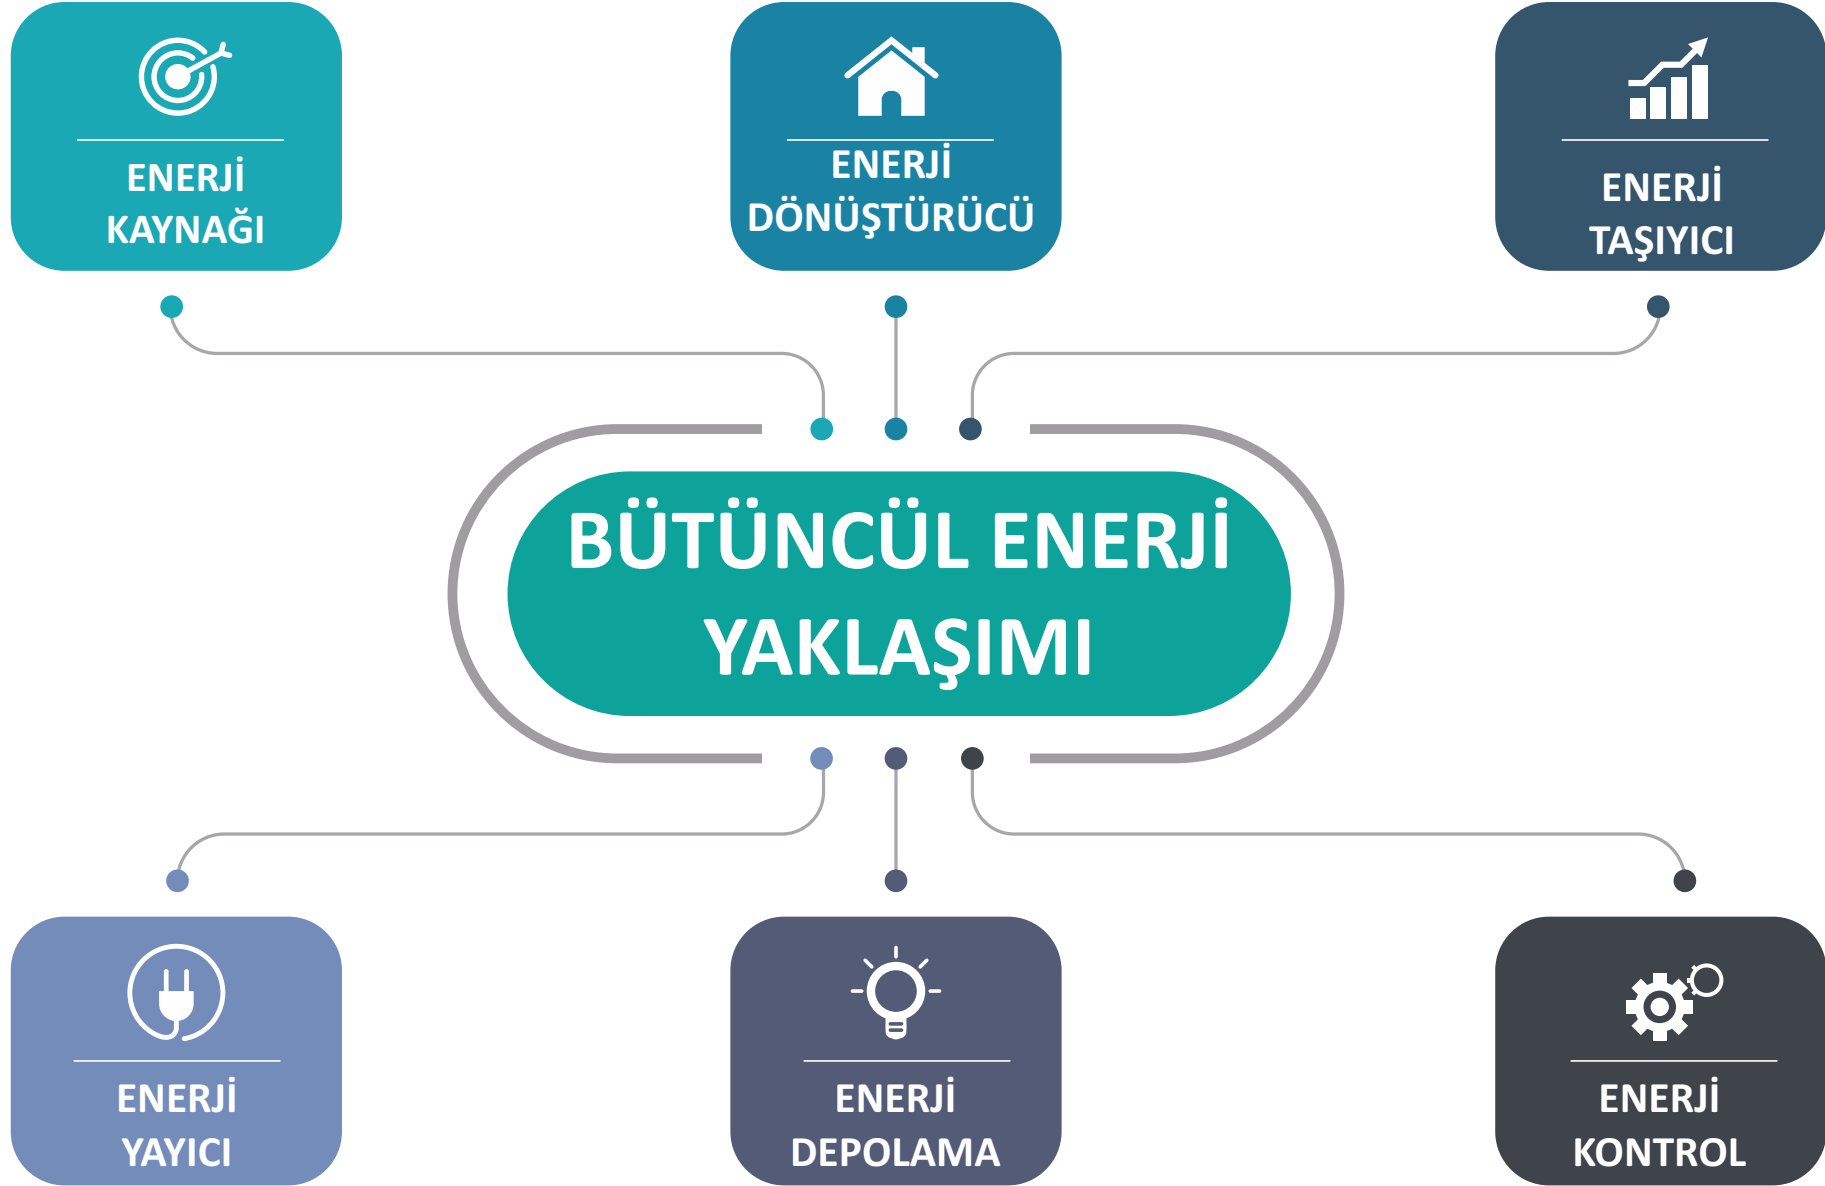 ENERJİ
KAYNAĞI
ENERJİ
DÖNÜŞTÜRÜCÜ
ENERJİ
TAŞIYICI
BÜTÜNCÜL ENERJİ
YAKLAŞIMI
ENERJİ
YAYICI
ENERJİ
DEPOLAMA
ENERJİ
KONTROL